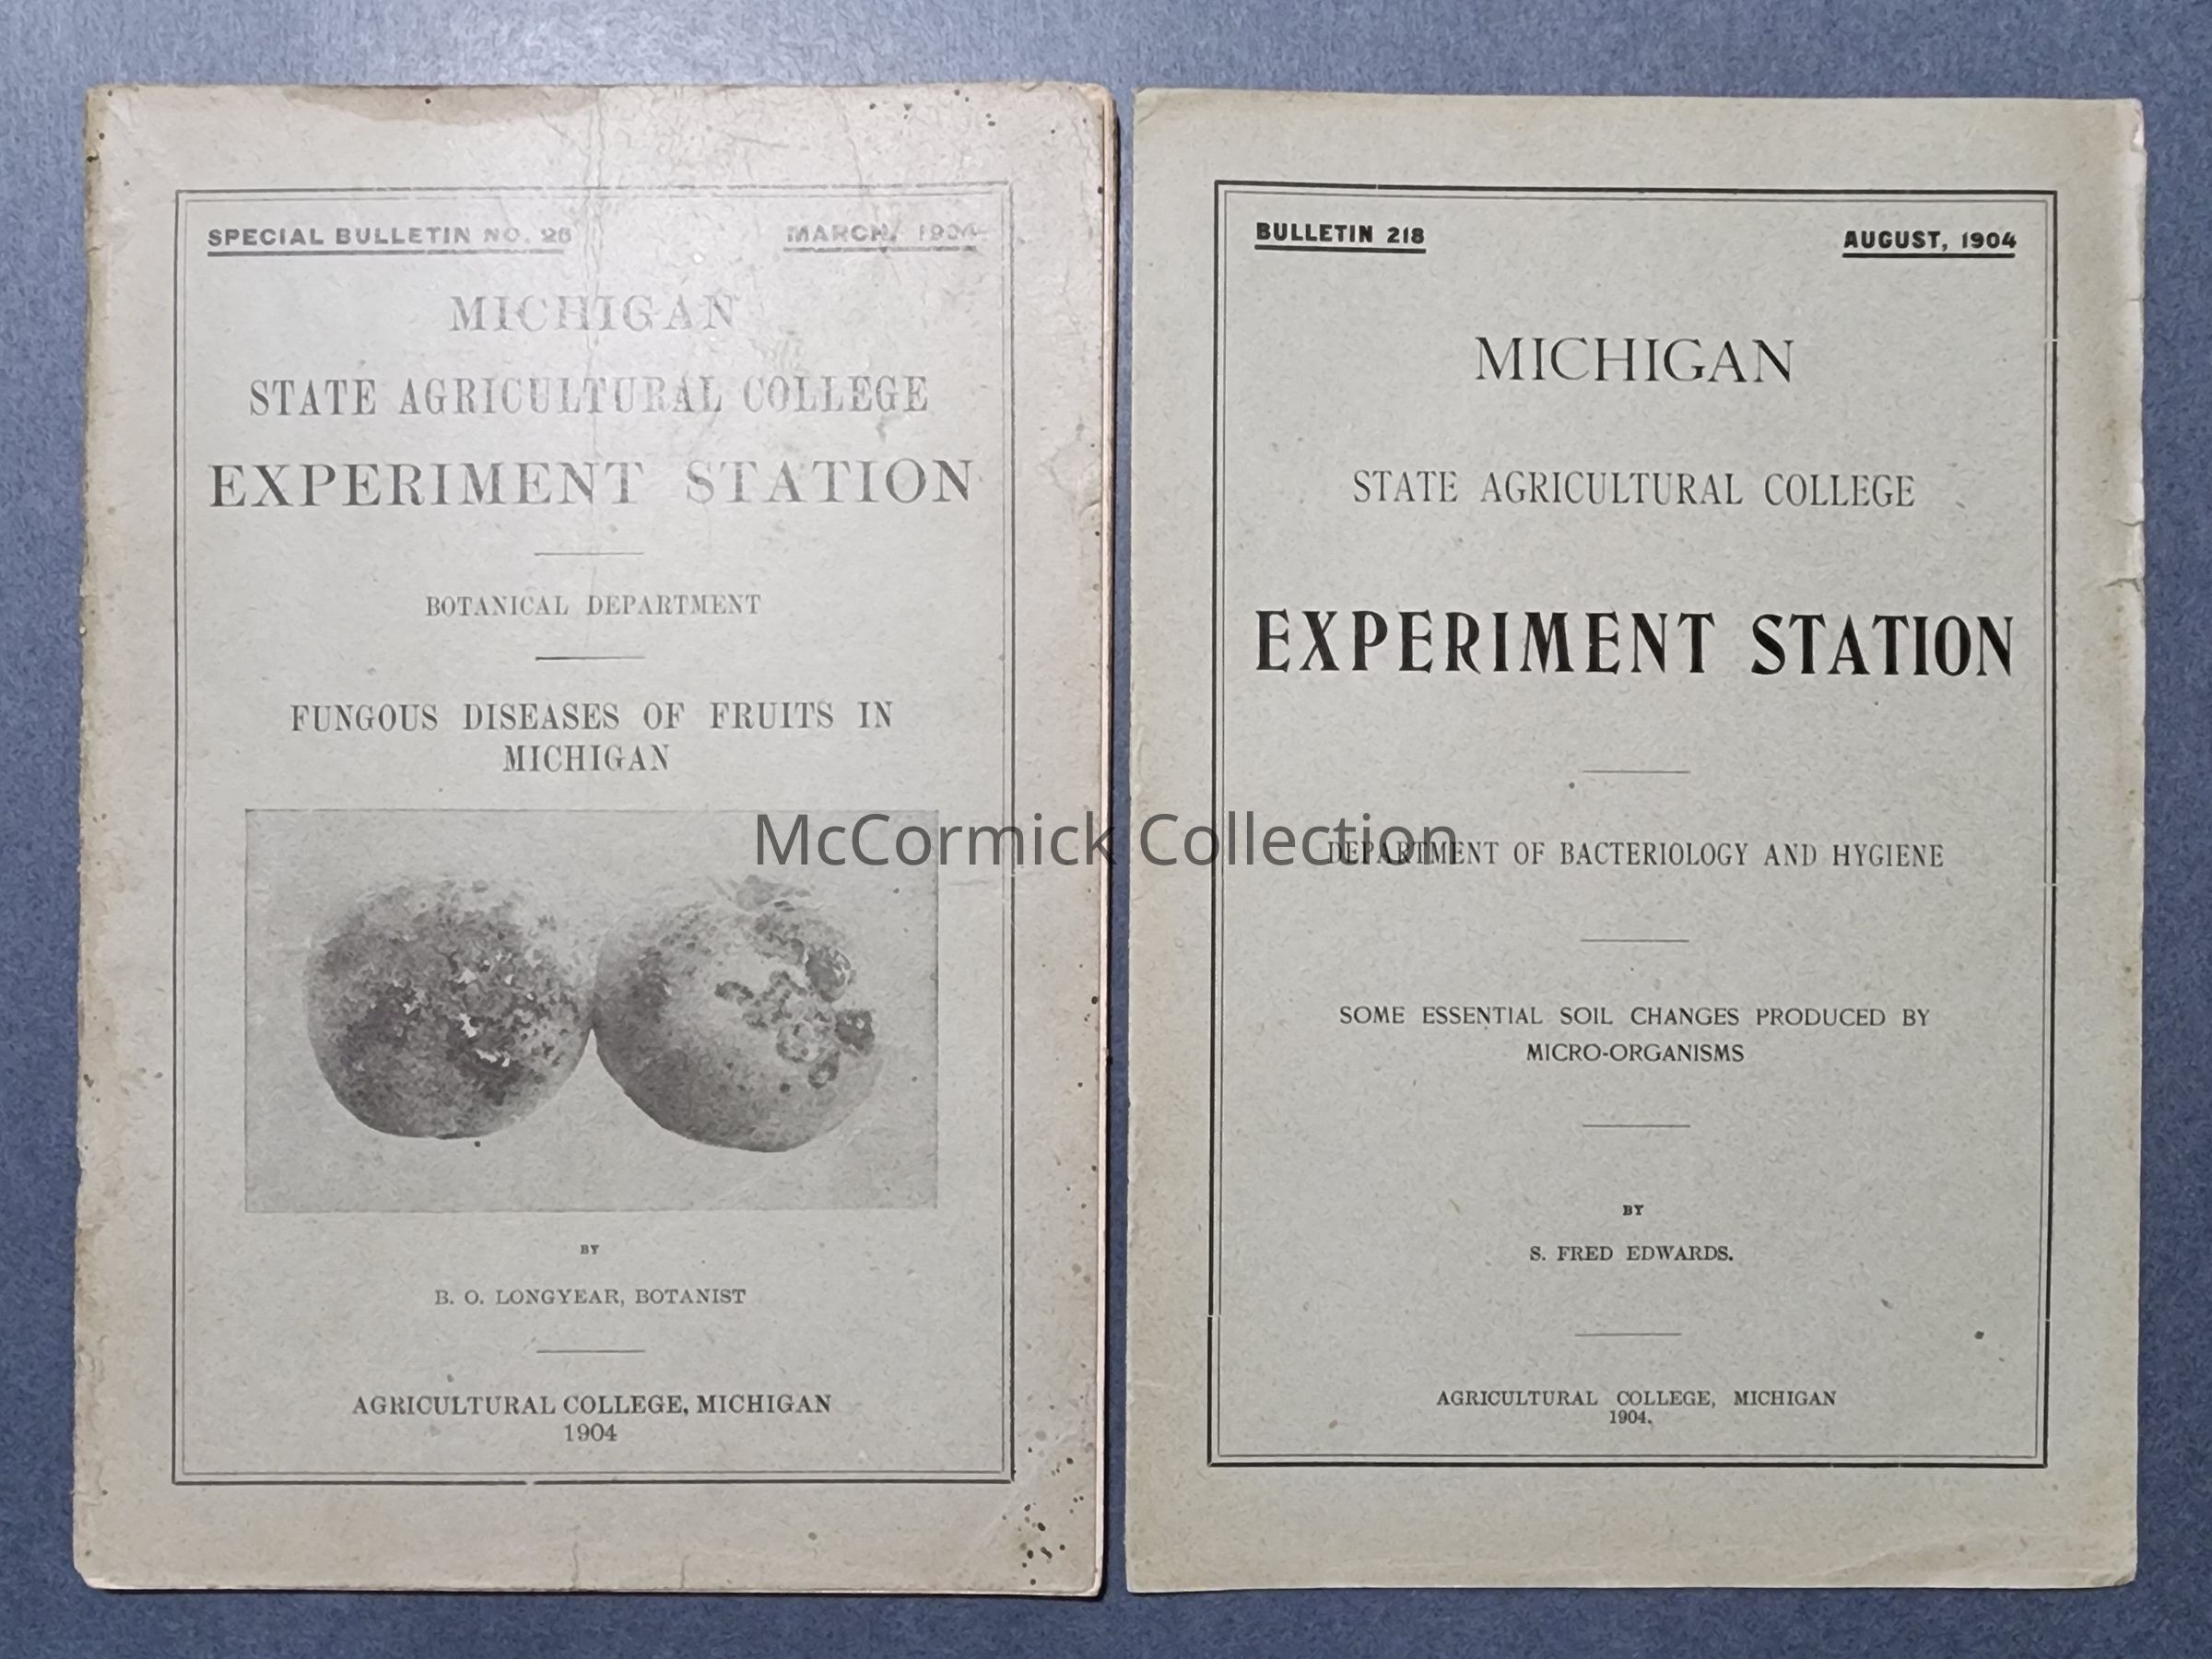 SPECIAL BULLETIN NO. 26
MARCH, 1904
MICHIGAN
STATE AGRICULTURAL COLLEGE
EXPERIMENT STATION
BOTANICAL DEPARTMENT
FUNGOUS DISEASES OF FRUITS IN
MICHIGAN
BY
B. O. LONGYEAR, BOTANIST
AGRICULTURAL COLLEGE, MICHIGAN
1904
BULLETIN 218
AUGUST, 1904
MICHIGAN
STATE AGRICULTURAL COLLEGE
EXPERIMENT STATION
DEPARTMENT OF BACTERIOLOGY AND HYGIENE
SOME ESSENTIAL SOIL CHANGES PRODUCED BY
MICRO-ORGANISMS
BY
S. FRED EDWARDS.
AGRICULTURAL COLLEGE, MICHIGAN
1904.
McCormick Collection